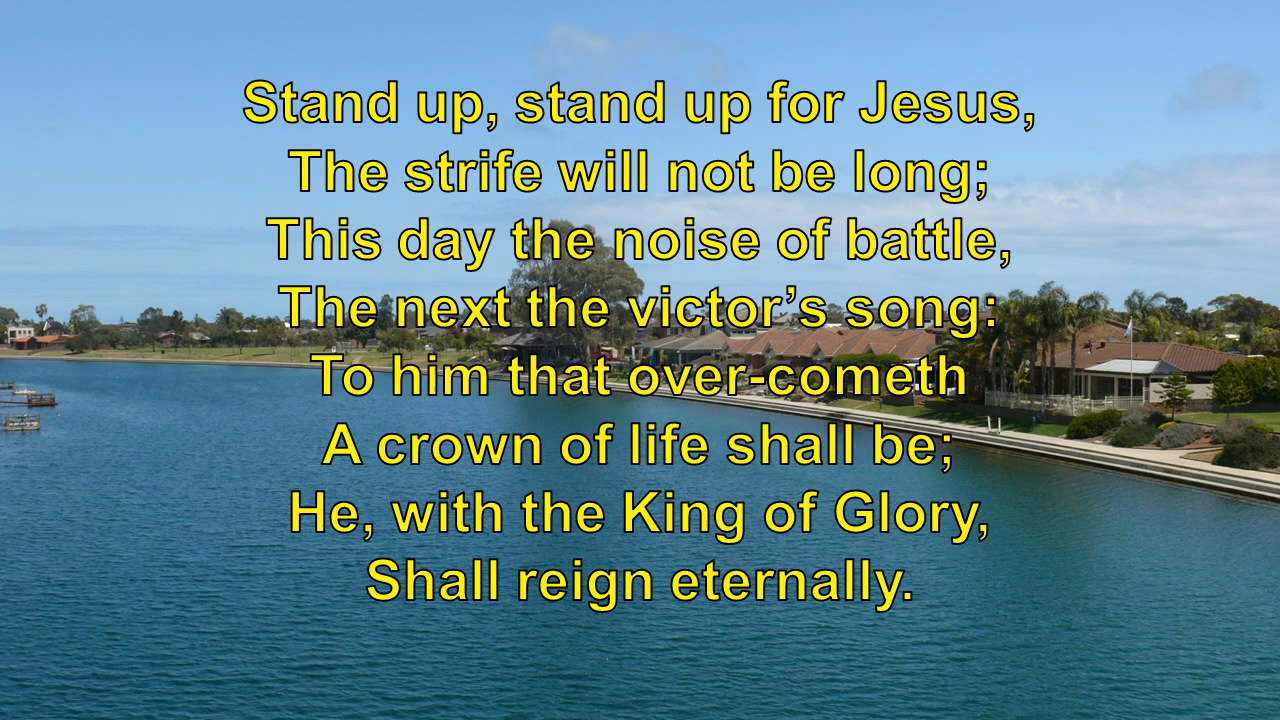 Stand up, stand up for Jesus,
The strife will not be long;
This day the noise of battle,
The next the victor’s song:
To him that over-cometh
A crown of life shall be;
He, with the King of Glory,
Shall reign eternally.